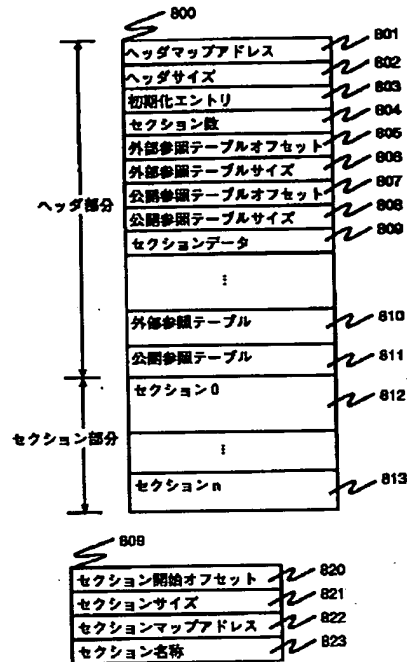 800
ヘッダマップアドレス 801
ヘッダサイズ 802
初期化エントリ 803
セクション数 804
外部参照テーブルオフセット 805
外部参照テーブルサイズ 806
公開参照テーブルオフセット 807
公開参照テーブルサイズ 808
セクションデータ 809
ヘッダ部分
⋮
外部参照テーブル 810
公開参照テーブル 811
セクション0 812
セクション部分
⋮
セクションn 813
809
セクション開始オフセット 820
セクションサイズ 821
セクションマップアドレス 822
セクション名称 823